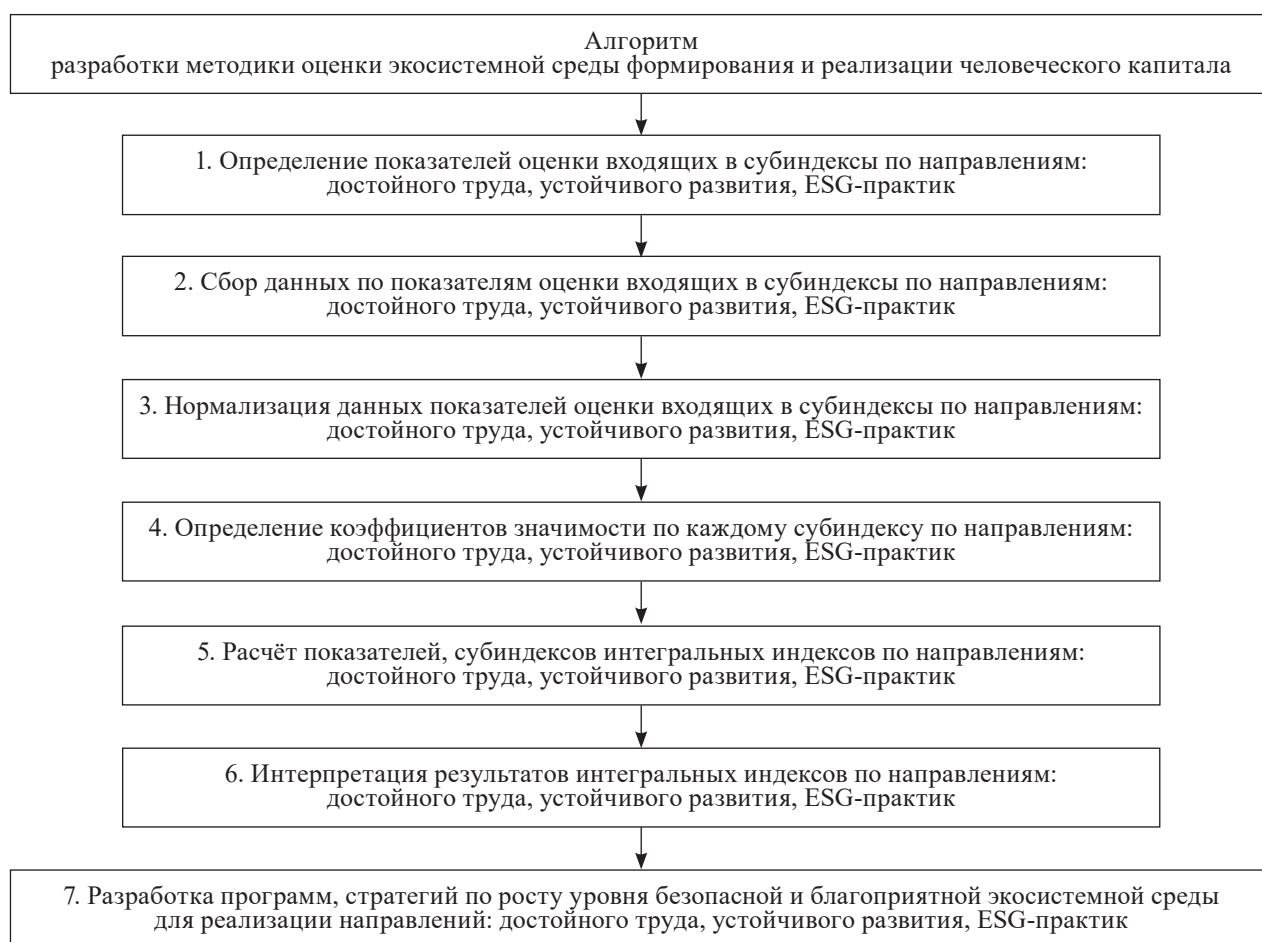 Алгоритм
разработки методики оценки экосистемной среды формирования и реализации человеческого капитала
1. Определение показателей оценки входящих в субиндексы по направлениям:
достойного труда, устойчивого развития, ESG-практик
2. Сбор данных по показателям оценки входящих в субиндексы по направлениям:
достойного труда, устойчивого развития, ESG-практик
3. Нормализация данных показателей оценки входящих в субиндексы по направлениям:
достойного труда, устойчивого развития, ESG-практик
4. Определение коэффициентов значимости по каждому субиндексу по направлениям:
достойного труда, устойчивого развития, ESG-практик
5. Расчёт показателей, субиндексов интегральных индексов по направлениям:
достойного труда, устойчивого развития, ESG-практик
6. Интерпретация результатов интегральных индексов по направлениям:
достойного труда, устойчивого развития, ESG-практик
7. Разработка программ, стратегий по росту уровня безопасной и благоприятной экосистемной среды
для реализации направлений: достойного труда, устойчивого развития, ESG-практик